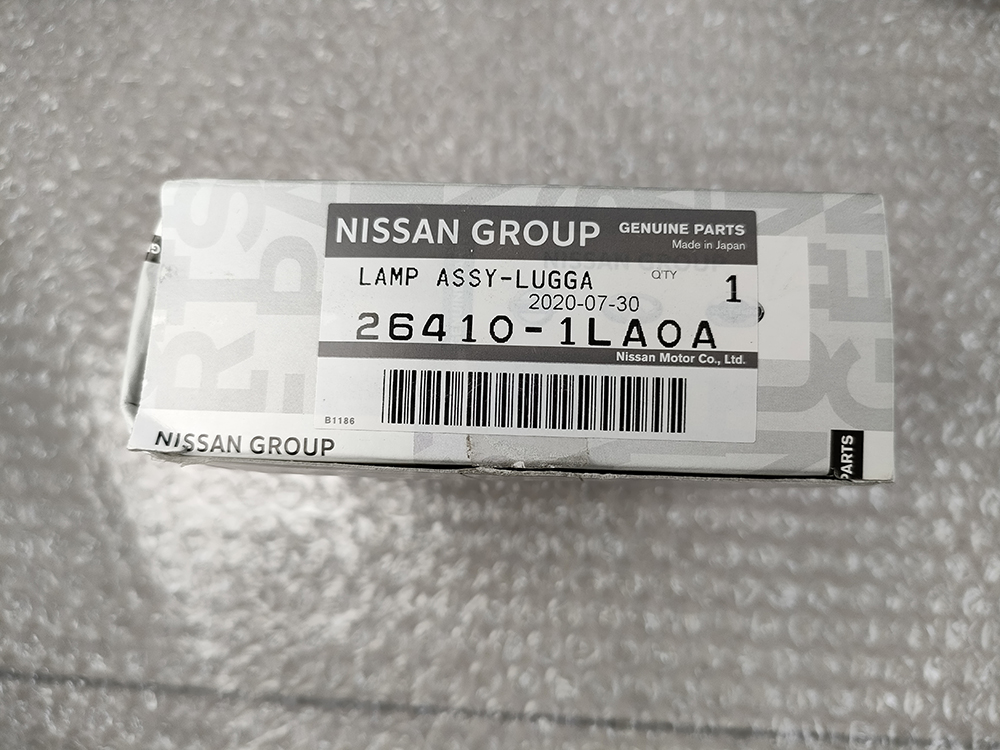 NISSAN GROUP GENUINE PARTS
Made in Japan
LAMP ASSY-LUGGA Q'TY 1
2020-07-30
26410-1LA0A
Nissan Motor Co., Ltd.
B1186
NISSAN GROUP
PARTS